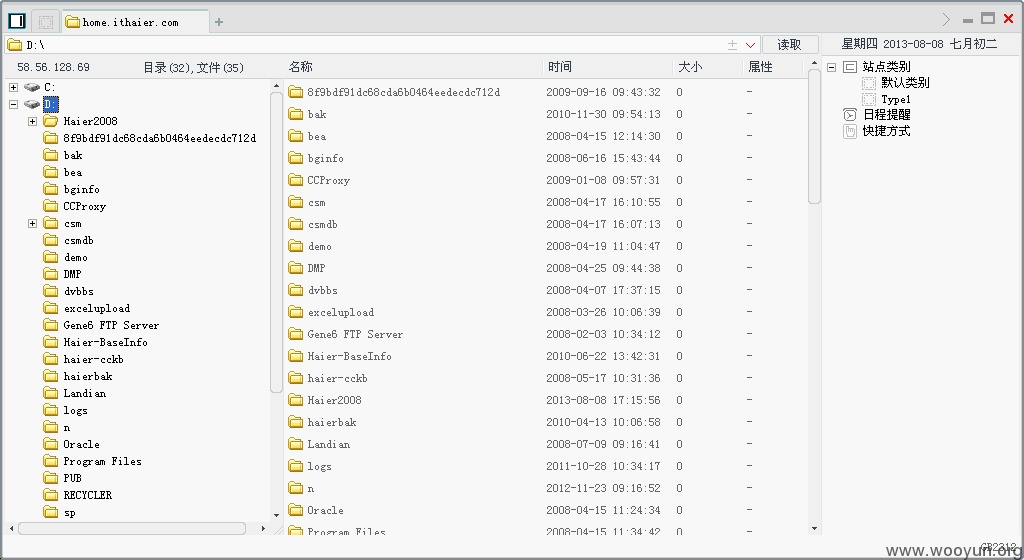 home.ithaier.com
D:\
读取
星期四 2013-08-08 七月初二
58.56.128.69
目录(32),文件(35)
名称 时间 大小 属性
C:
D:
Haier2008
8f9bdf91dc68cda6b0464eedecdc712d
bak
bea
bginfo
CCProxy
csm
csmdb
demo
DMP
dvbbs
excelupload
Gene6 FTP Server
Haier-BaseInfo
haier-cckb
haierbak
Landian
logs
n
Oracle
Program Files
PUB
RECYCLER
sp
8f9bdf91dc68cda6b0464eedecdc712d 2009-09-16 09:43:32 0 -
bak 2010-11-30 09:54:13 0 -
bea 2008-04-15 12:14:30 0 -
bginfo 2008-06-16 15:43:44 0 -
CCProxy 2009-01-08 09:57:31 0 -
csm 2008-04-17 16:10:55 0 -
csmdb 2008-04-17 16:07:13 0 -
demo 2008-04-19 11:04:47 0 -
DMP 2008-04-25 09:44:38 0 -
dvbbs 2008-04-07 17:37:15 0 -
excelupload 2008-03-26 10:06:39 0 -
Gene6 FTP Server 2008-02-03 10:34:12 0 -
Haier-BaseInfo 2010-06-22 13:42:31 0 -
haier-cckb 2008-05-17 10:31:36 0 -
Haier2008 2013-08-08 17:15:56 0 -
haierbak 2010-04-13 10:06:58 0 -
Landian 2008-07-09 09:16:41 0 -
logs 2011-10-28 10:34:17 0 -
n 2012-11-23 09:16:52 0 -
Oracle 2008-04-15 11:24:34 0 -
Program Files 2008-04-15 11:34:42 0 -
站点类别
默认类别
Type1
日程提醒
快捷方式
GB2312
www.wooyun.org